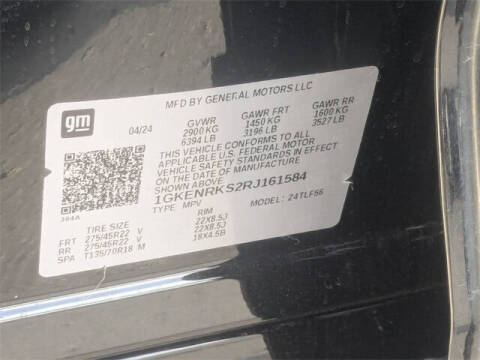 MFD BY GENERAL MOTORS LLC
gm 04/24 GVWR GAWR FRT GAWR RR
2900 KG 1450 KG 1600 KG
6394 LB 3196 LB 3527 LB
THIS VEHICLE CONFORMS TO ALL
APPLICABLE U.S. FEDERAL MOTOR
VEHICLE SAFETY STANDARDS IN EFFECT
ON THE DATE OF MANUFACTURE
1GKENRKS2RJ161584
384A TYPE: MPV MODEL: 24TLF56
TIRE SIZE RIM
FRT 275/45R22 V 22X8.5J
RR 275/45R22 V 22X8.5J
SPA T135/70R18 M 18X4.5B